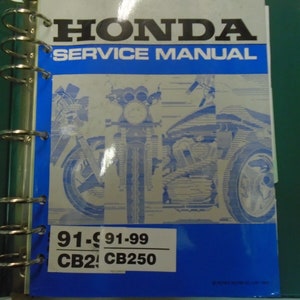 HONDA
SERVICE MANUAL
91-9 91-99
CB25 CB250